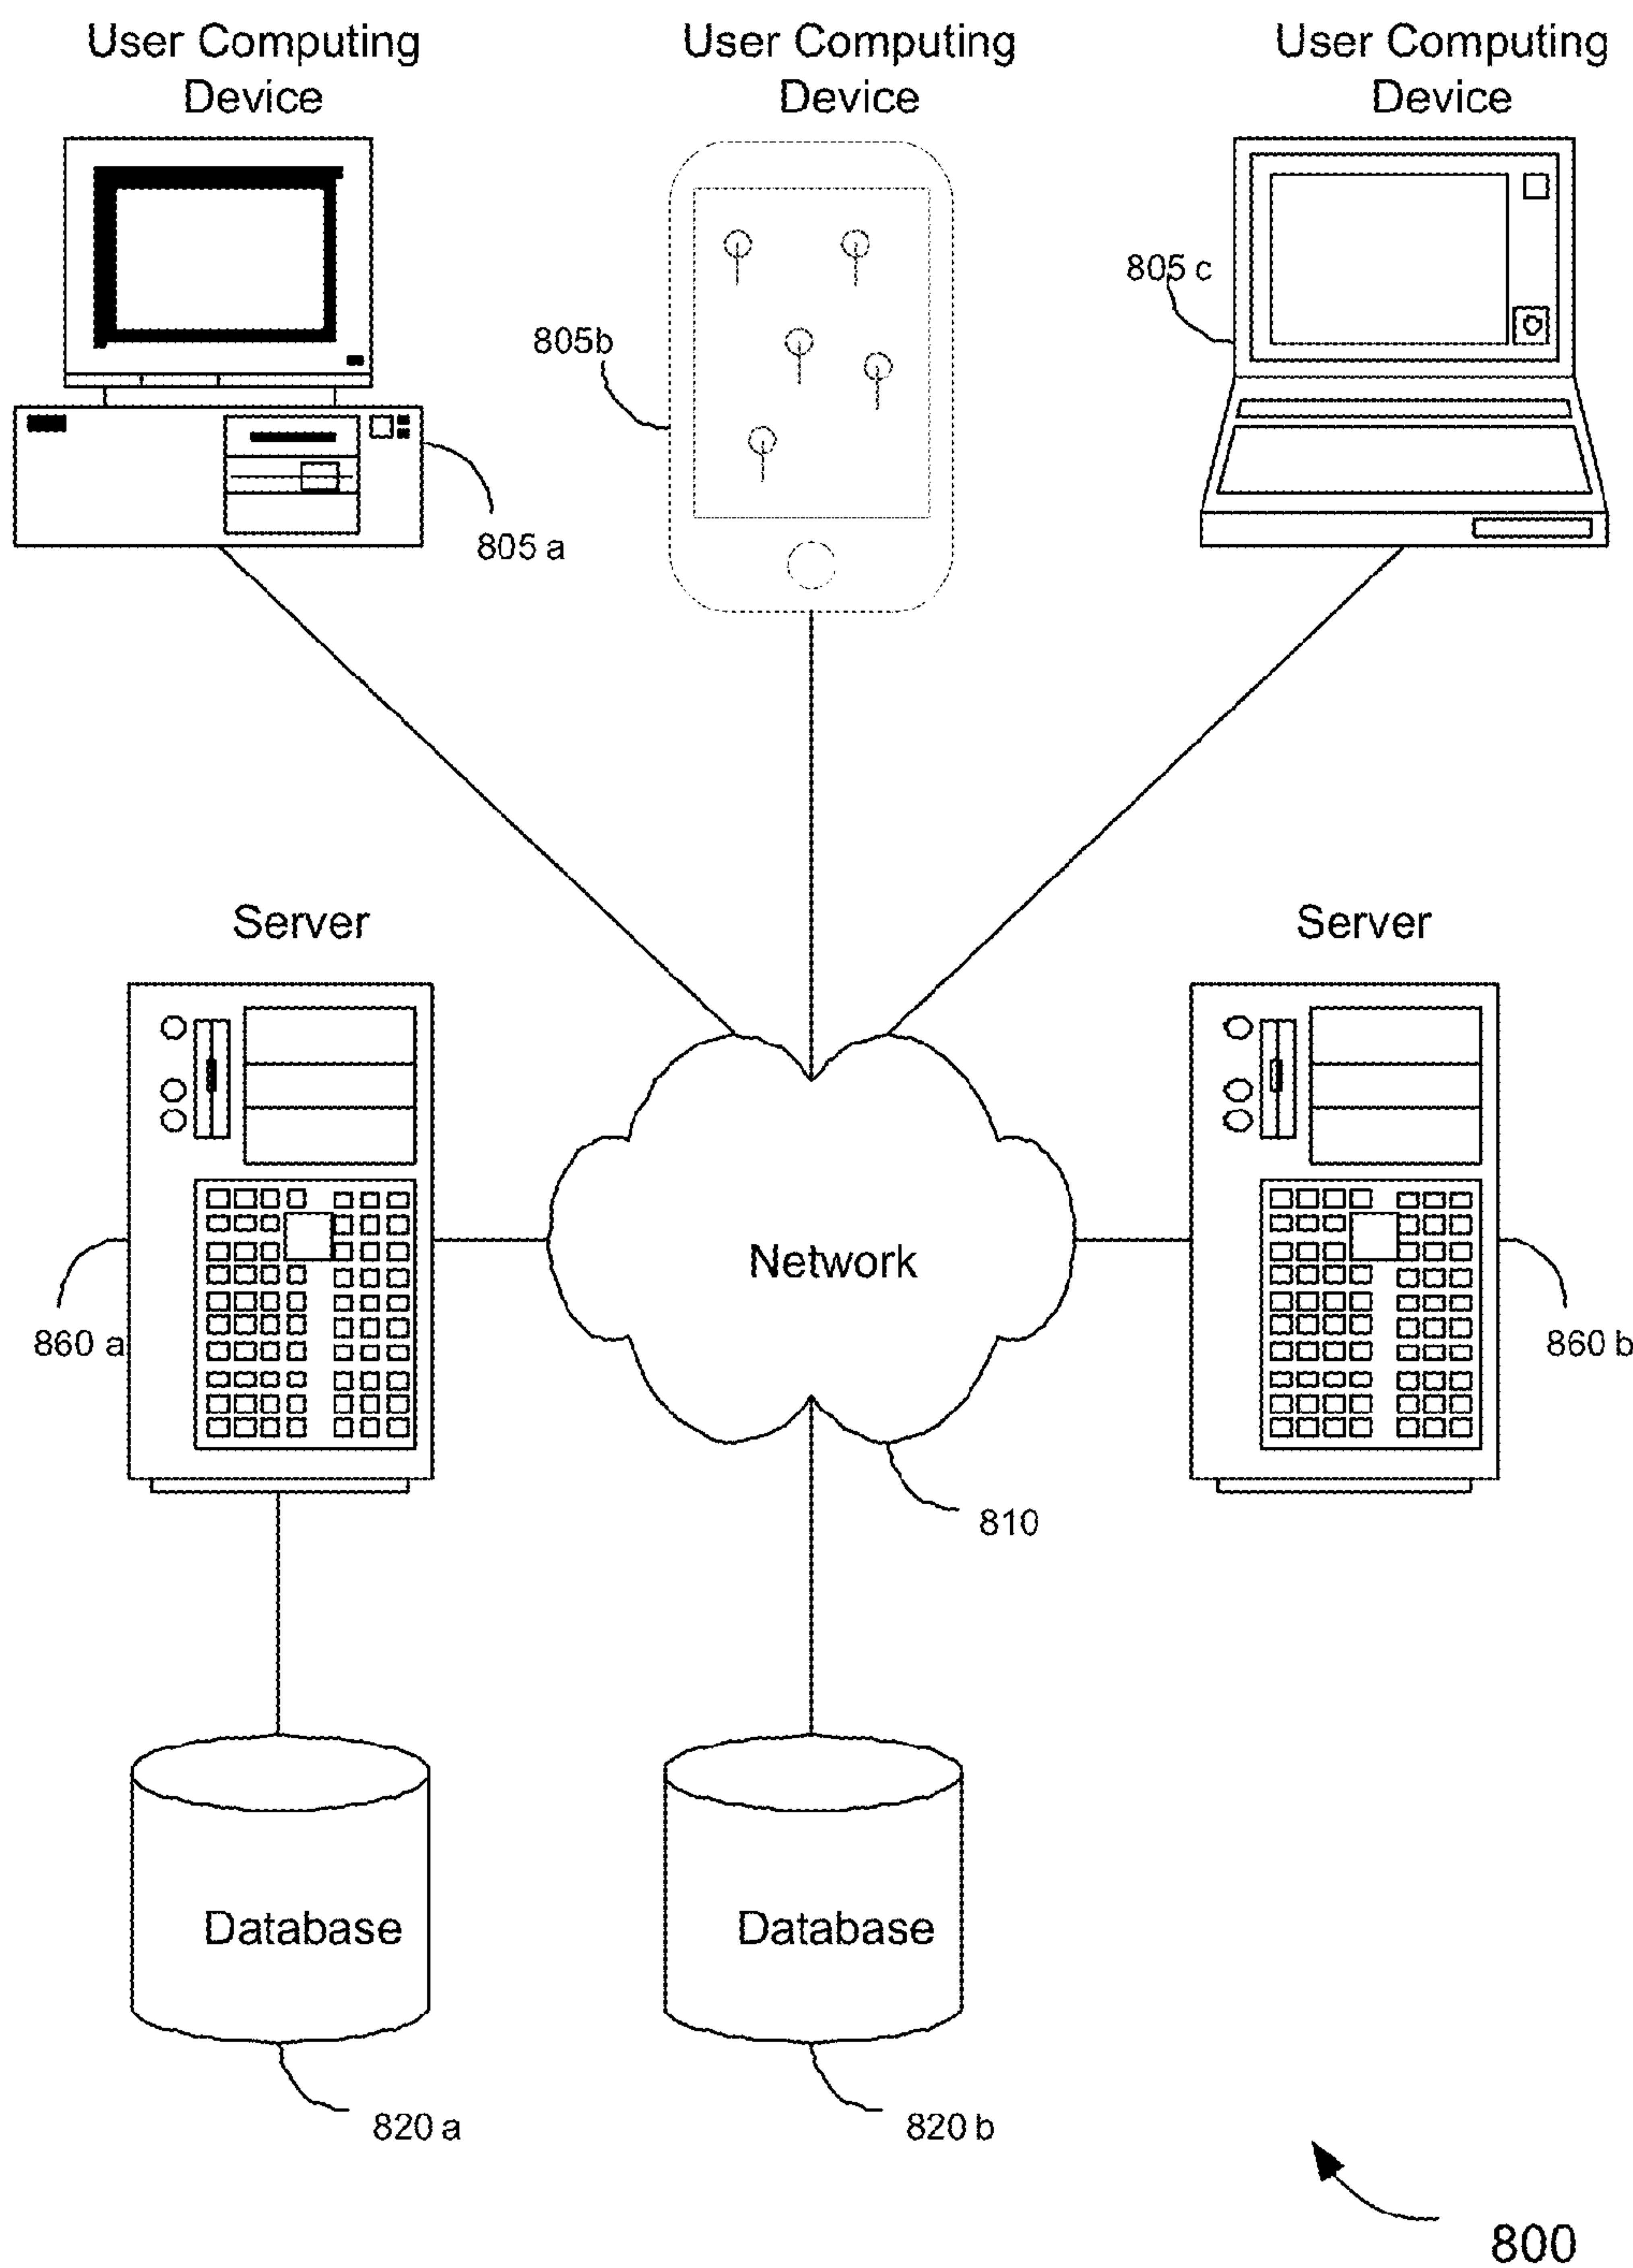 User Computing
Device
User Computing
Device
User Computing
Device
805 c
805b
805 a
Server
Server
Network
860 a
860 b
810
Database
Database
820 a
820 b
800